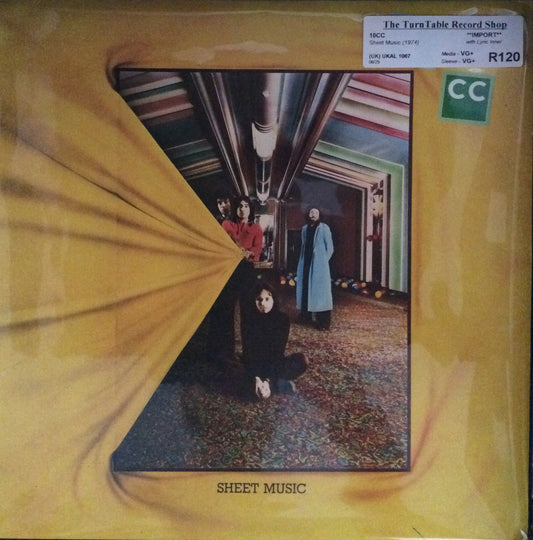 The TurnTable Record Shop
10CC **IMPORT**
Sheet Music (1974) with Lyric Inner
(UK) UKAL 1007 Media - VG+ R120
Sleeve - VG+
CC
SHEET MUSIC